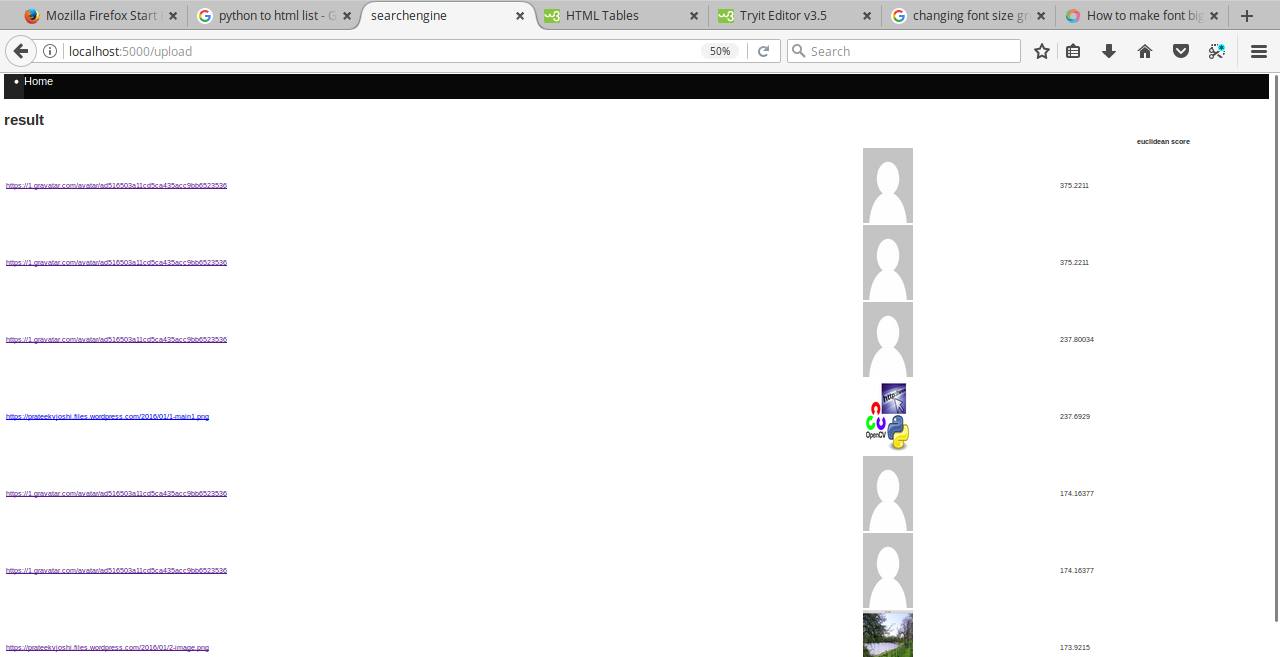 Mozilla Firefox Start
python to html list - G
searchengine
HTML Tables
Tryit Editor v3.5
changing font size gr
How to make font big
localhost:5000/upload
50%
Search
Home
result
euclidean score
https://1.gravatar.com/avatar/ad516503a11cd5ca435acc9bb6523536
375.2211
https://1.gravatar.com/avatar/ad516503a11cd5ca435acc9bb6523536
375.2211
https://1.gravatar.com/avatar/ad516503a11cd5ca435acc9bb6523536
237.80034
https://prateekvjoshi.files.wordpress.com/2016/01/1-main1.png
http://www
OpenCV
237.6929
https://1.gravatar.com/avatar/ad516503a11cd5ca435acc9bb6523536
174.16377
https://1.gravatar.com/avatar/ad516503a11cd5ca435acc9bb6523536
174.16377
https://prateekvjoshi.files.wordpress.com/2016/01/2-image.png
173.9215